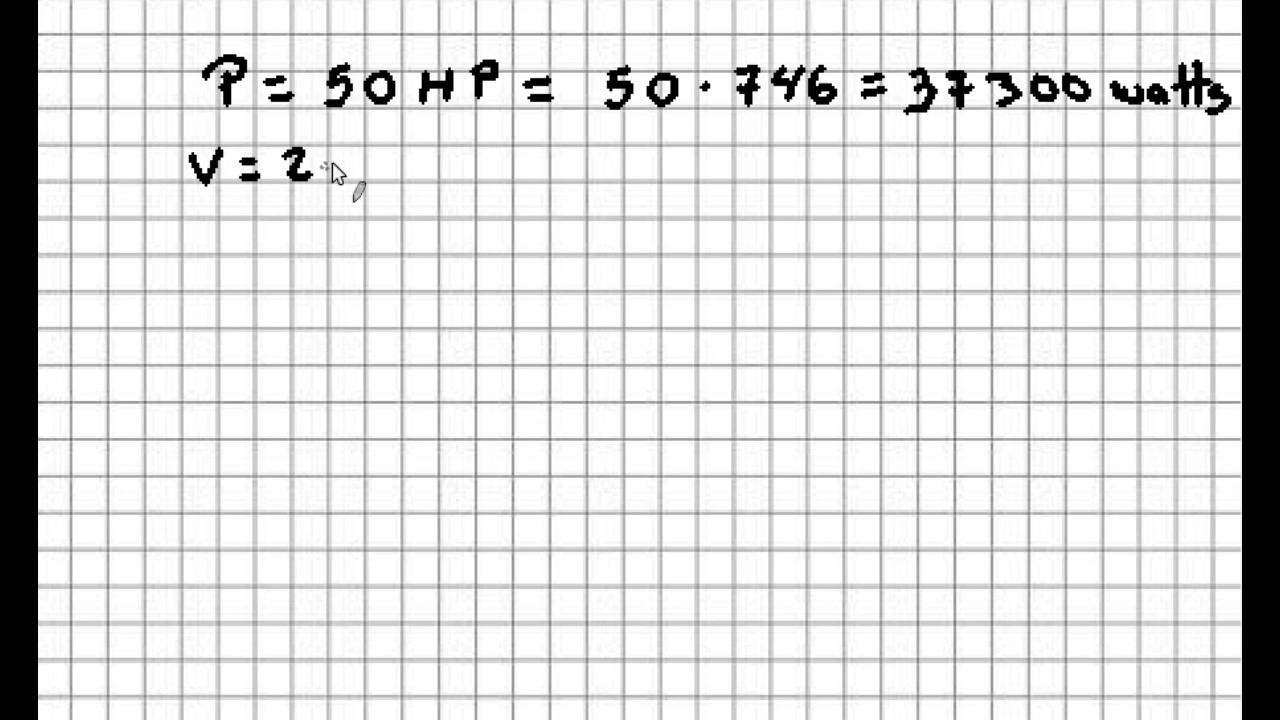 P = 50 HP = 50 · 746 = 37300 watts
V = 2